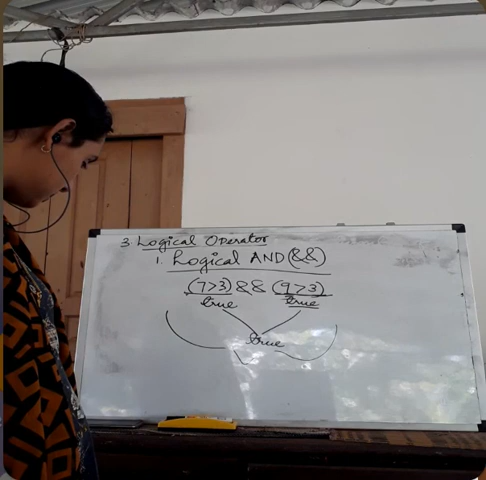 3 Logical Operator
1. Logical AND (&&)
(7>3) && (9>3)
true true
true